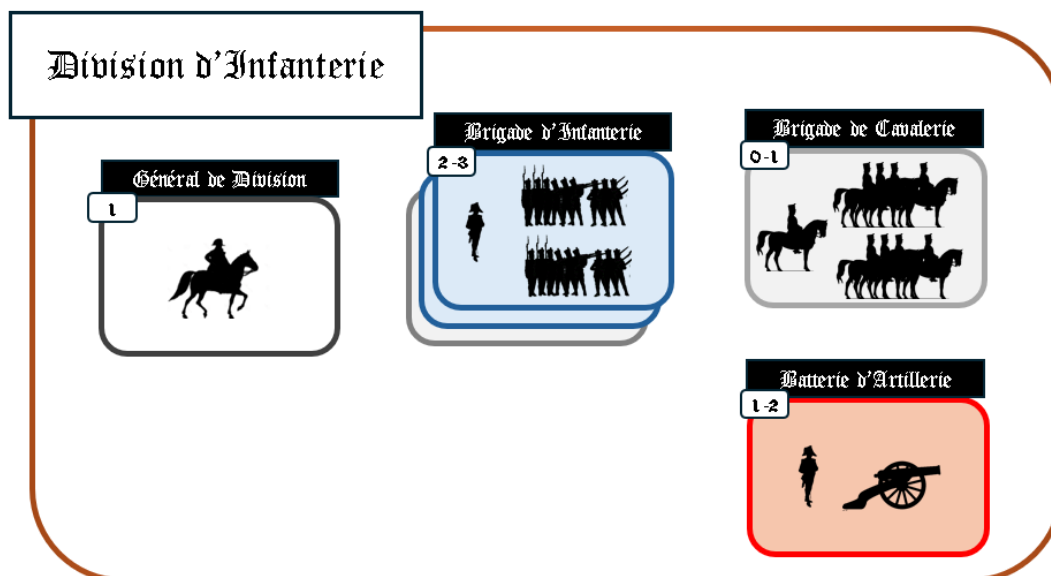 Division d'Infanterie
Général de Division
1
Brigade d'Infanterie
2-3
Brigade de Cavalerie
0-1
Batterie d'Artillerie
1-2